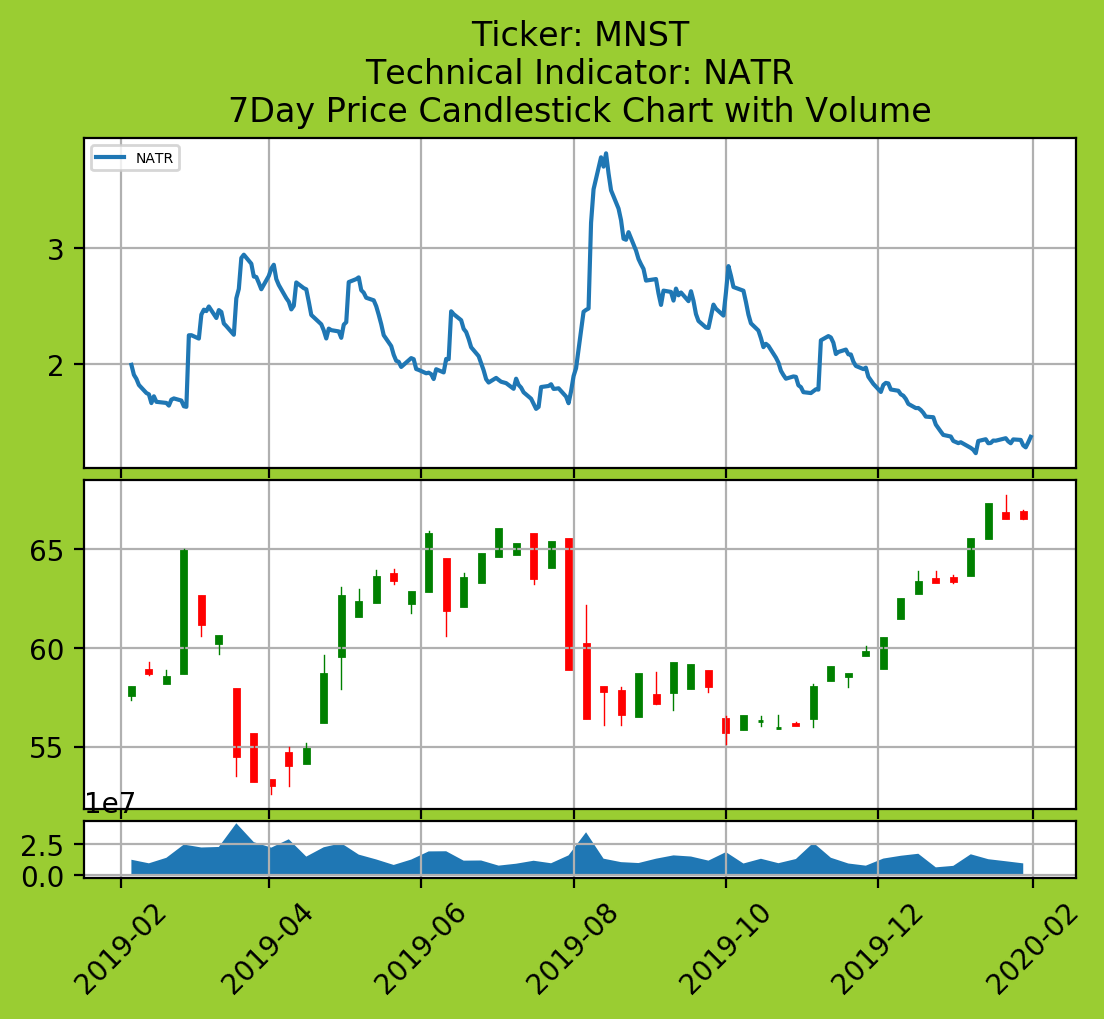 Ticker: MNST
Technical Indicator: NATR
7Day Price Candlestick Chart with Volume
NATR
3
2
65
60
55
1e7
2.5
0.0
2019-02
2019-04
2019-06
2019-08
2019-10
2019-12
2020-02